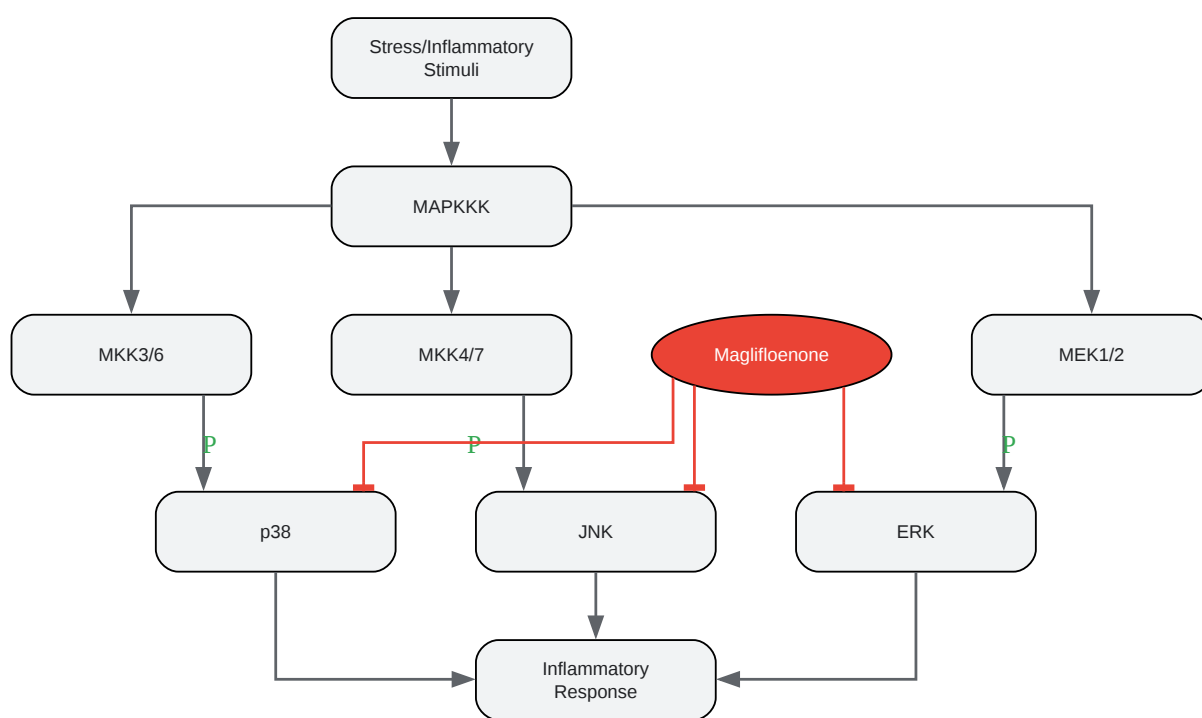 Stress/Inflammatory
Stimuli
MAPKKK
MKK3/6
MKK4/7
Maglifloenone
MEK1/2
P
P
P
p38
JNK
ERK
Inflammatory
Response